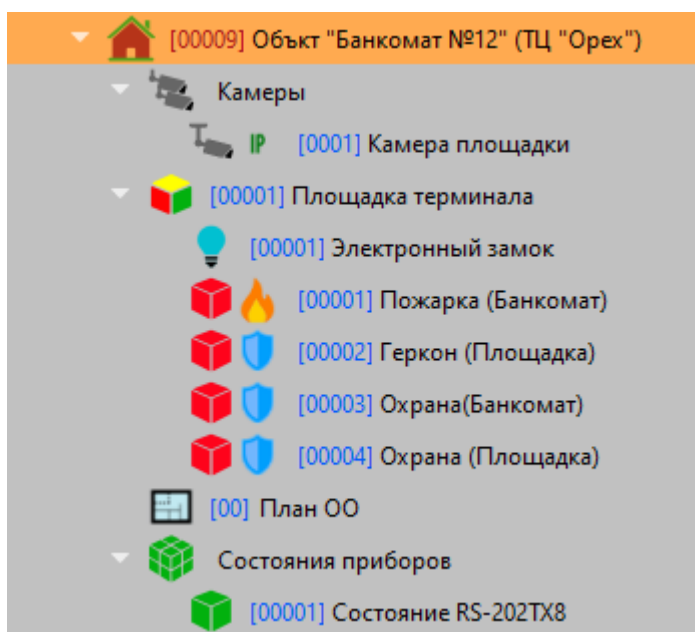 [00009] Объкт "Банкомат №12" (ТЦ "Орех")
Камеры
IP [0001] Камера площадки
[00001] Площадка терминала
[00001] Электронный замок
[00001] Пожарка (Банкомат)
[00002] Геркон (Площадка)
[00003] Охрана(Банкомат)
[00004] Охрана (Площадка)
[00] План ОО
Состояния приборов
[00001] Состояние RS-202TX8